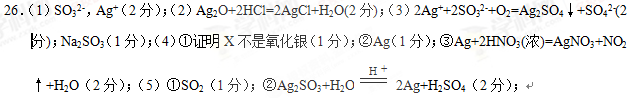 26.(1) SO₃²⁻, Ag⁺(2分);(2) Ag₂O+2HCl=2AgCl+H₂O(2分);(3) 2Ag⁺+2SO₃²⁻+O₂=Ag₂SO₄↓+SO₄²⁻(2
分); Na₂SO₃(1分);(4)①证明X不是氧化银(1分);②Ag(1分);③Ag+2HNO₃(浓)=AgNO₃+NO₂
↑+H₂O(2分);(5)①SO₂(1分);②Ag₂SO₃+H₂O =H⁺= 2Ag+H₂SO₄(2分);↵